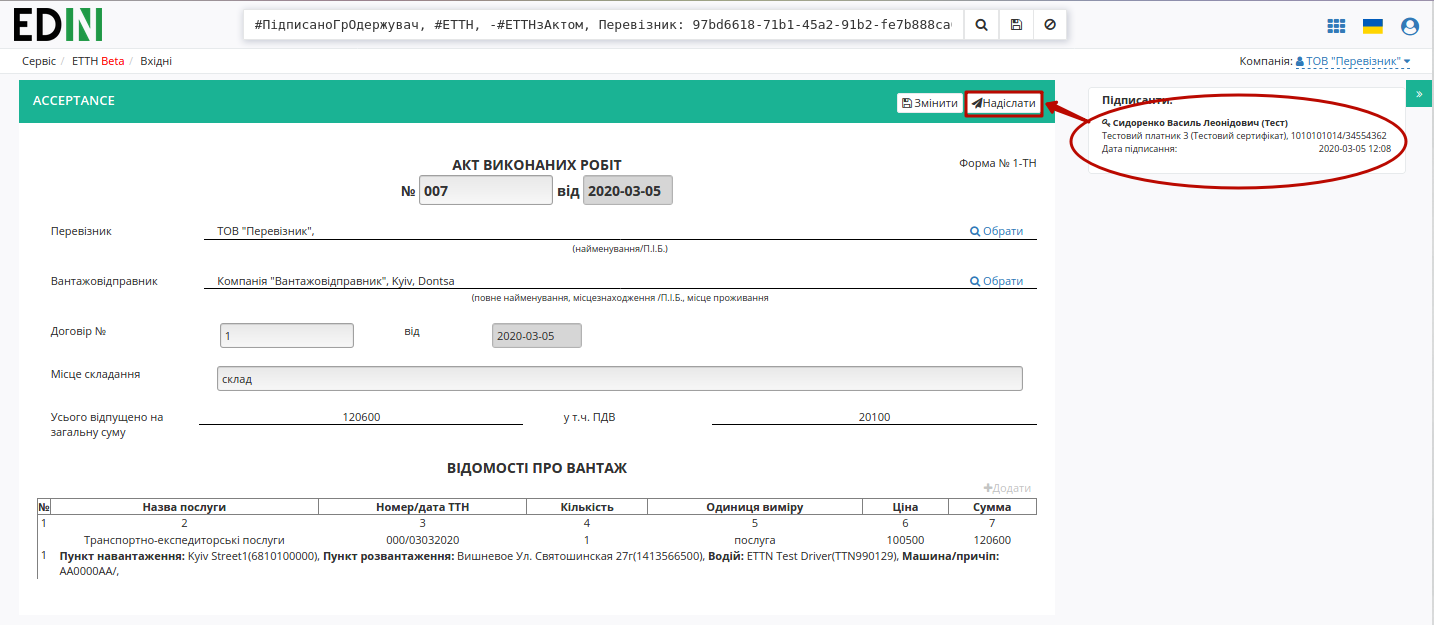 EDIN
#ПідписаноГрОдержувач, #ЕТТН, -#ЕТТНзАктом, Перевізник: 97bd6618-71b1-45a2-91b2-fe7b888ca
Сервіс / ЕТТН Beta / Вхідні
Компанія: ТОВ "Перевізник"
ACCEPTANCE
Змінити
Надіслати
»
Підписанти:
Сидоренко Василь Леонідович (Тест)
Тестовий платник 3 (Тестовий сертифікат), 1010101014/34554362
Дата підписання: 2020-03-05 12:08
АКТ ВИКОНАНИХ РОБІТ
Форма № 1-ТН
№ 007 від 2020-03-05
Перевізник ТОВ "Перевізник", Обрати
(найменування/П.І.Б.)
Вантажовідправник Компанія "Вантажовідправник", Kyiv, Dontsa Обрати
(повне найменування, місцезнаходження /П.І.Б., місце проживання
Договір № 1 від 2020-03-05
Місце складання склад
Усього відпущено на 120600 у т.ч. ПДВ 20100
загальну суму
ВІДОМОСТІ ПРО ВАНТАЖ
Додати
№ Назва послуги Номер/дата ТТН Кількість Одиниця виміру Ціна Сумма
1 2 3 4 5 6 7
Транспортно-експедиторські послуги 000/03032020 1 послуга 100500 120600
1 Пункт навантаження: Kyiv Street1(6810100000), Пункт розвантаження: Вишневое Ул. Святошинская 27г(1413566500), Водій: ETTN Test Driver(TTN990129), Машина/причіп:
АА0000АА/,